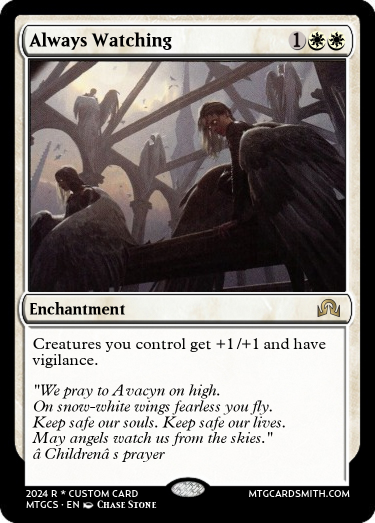 Always Watching 1
Enchantment
Creatures you control get +1/+1 and have
vigilance.
"We pray to Avacyn on high.
On snow-white wings fearless you fly.
Keep safe our souls. Keep safe our lives.
May angels watch us from the skies."
â Childrenâ s prayer
2024 R * CUSTOM CARD MTGCARDSMITH.COM
MTGCS • EN CHASE STONE